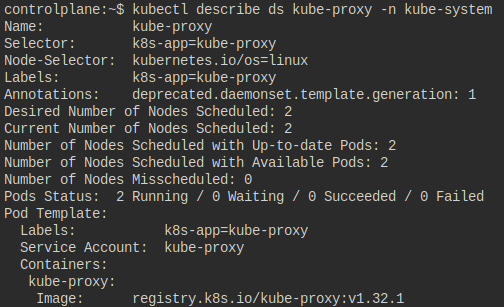 controlplane:~$ kubectl describe ds kube-proxy -n kube-system
Name:           kube-proxy
Selector:       k8s-app=kube-proxy
Node-Selector:  kubernetes.io/os=linux
Labels:         k8s-app=kube-proxy
Annotations:    deprecated.daemonset.template.generation: 1
Desired Number of Nodes Scheduled: 2
Current Number of Nodes Scheduled: 2
Number of Nodes Scheduled with Up-to-date Pods: 2
Number of Nodes Scheduled with Available Pods: 2
Number of Nodes Misscheduled: 0
Pods Status:  2 Running / 0 Waiting / 0 Succeeded / 0 Failed
Pod Template:
  Labels:           k8s-app=kube-proxy
  Service Account:  kube-proxy
  Containers:
   kube-proxy:
    Image:      registry.k8s.io/kube-proxy:v1.32.1